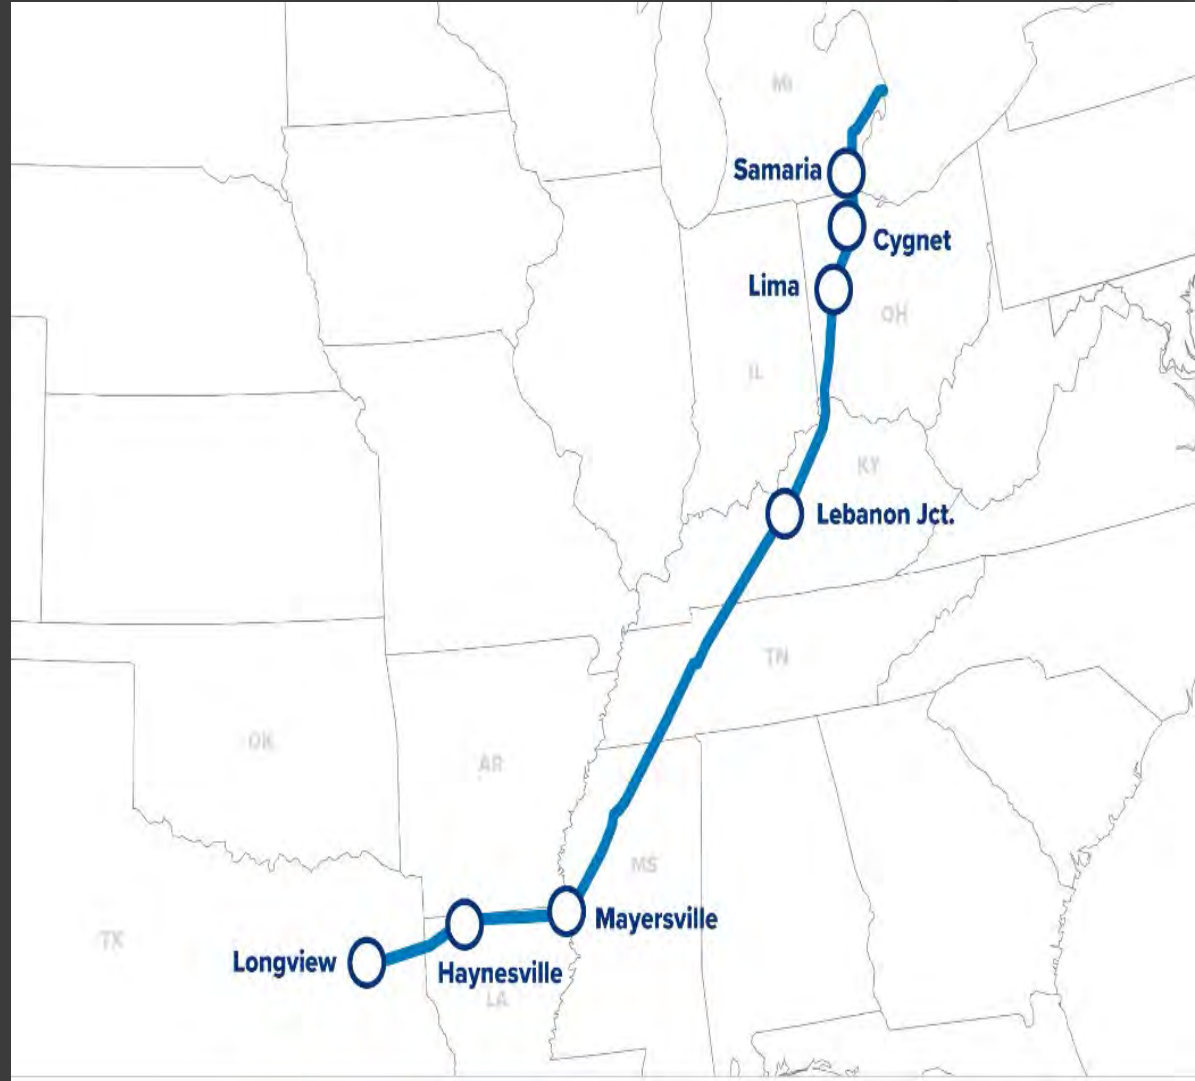 MI
Samaria
Cygnet
Lima
OH
IL
KY
Lebanon Jct.
TN
OK
AR
MS
Mayersville
TX
Longview
Haynesville
LA